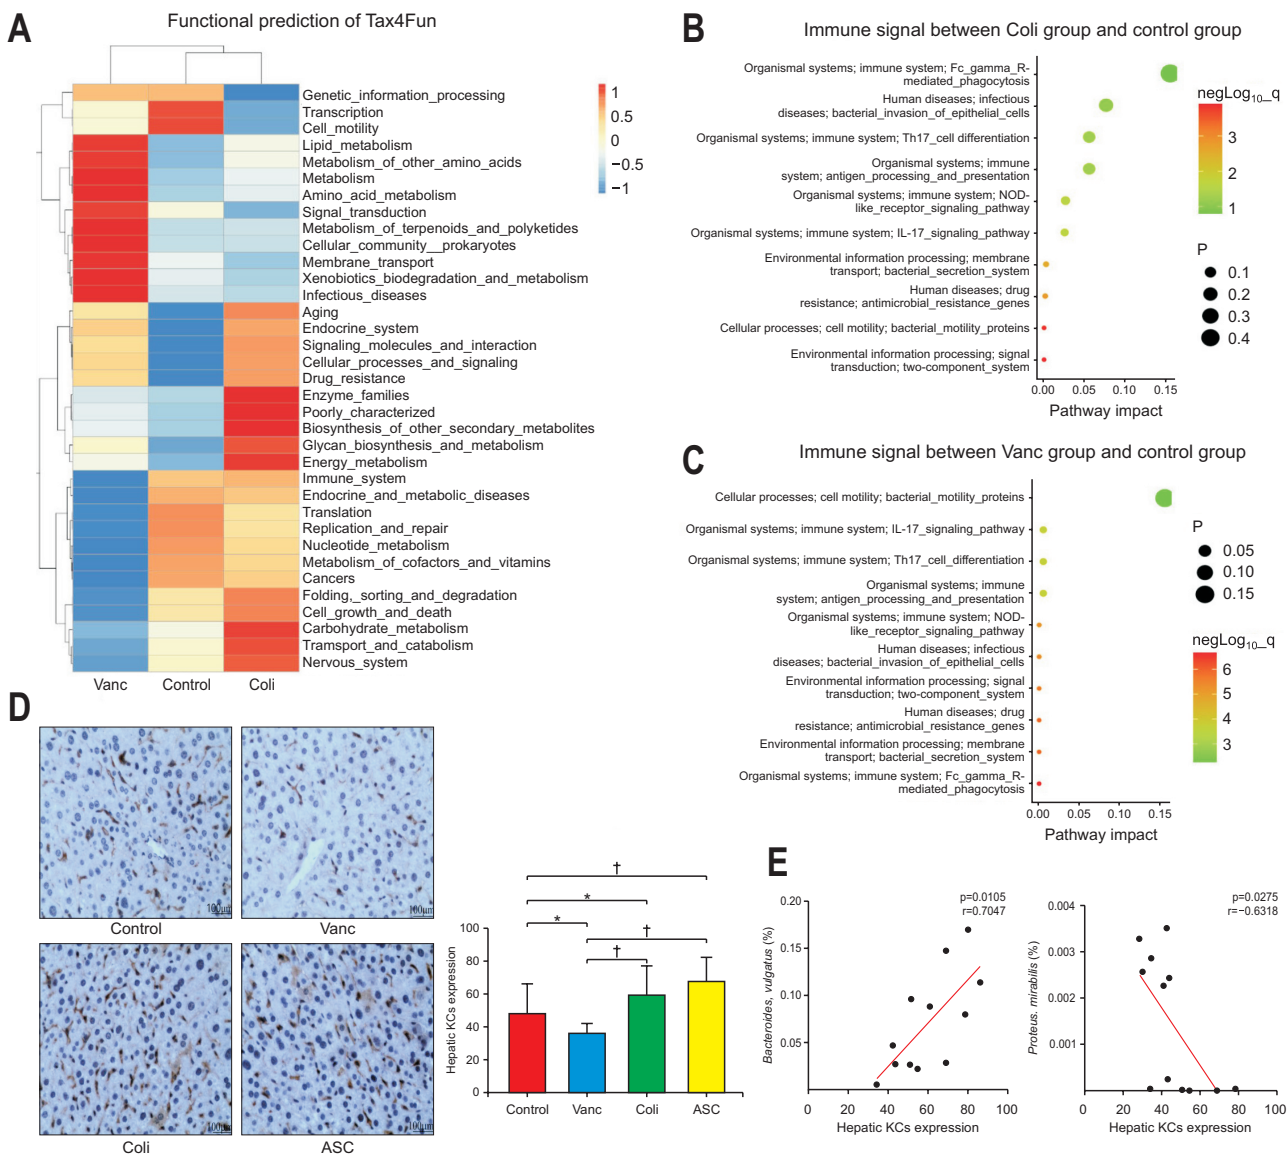 A
Functional prediction of Tax4Fun
Genetic_information_processing
Transcription
Cell_motility
Lipid_metabolism
Metabolism_of_other_amino_acids
Metabolism
Amino_acid_metabolism
Signal_transduction
Metabolism_of_terpenoids_and_polyketides
Cellular_community__prokaryotes
Membrane_transport
Xenobiotics_biodegradation_and_metabolism
Infectious_diseases
Aging
Endocrine_system
Signaling_molecules_and_interaction
Cellular_processes_and_signaling
Drug_resistance
Enzyme_families
Poorly_characterized
Biosynthesis_of_other_secondary_metabolites
Glycan_biosynthesis_and_metabolism
Energy_metabolism
Immune_system
Endocrine_and_metabolic_diseases
Translation
Replication_and_repair
Nucleotide_metabolism
Metabolism_of_cofactors_and_vitamins
Cancers
Folding,_sorting_and_degradation
Cell_growth_and_death
Carbohydrate_metabolism
Transport_and_catabolism
Nervous_system
Vanc Control Coli
1
0.5
0
−0.5
−1
B
Immune signal between Coli group and control group
Organismal systems; immune system; Fc_gamma_R-
mediated_phagocytosis
Human diseases; infectious
diseases; bacterial_invasion_of_epithelial_cells
Organismal systems; immune system; Th17_cell differentiation
Organismal systems; immune
system; antigen_processing_and_presentation
Organismal systems; immune system; NOD-
like_receptor_signaling_pathway
Organismal systems; immune system; IL-17_signaling_pathway
Environmental information processing; membrane
transport; bacterial_secretion_system
Human diseases; drug
resistance; antimicrobial_resistance_genes
Cellular processes; cell motility; bacterial_motility_proteins
Environmental information processing; signal
transduction; two-component_system
0.00 0.05 0.10 0.15
Pathway impact
negLog10_q
3
2
1
P
0.1
0.2
0.3
0.4
C
Immune signal between Vanc group and control group
Cellular processes; cell motility; bacterial_motility_proteins
Organismal systems; immune system; IL-17_signaling_pathway
Organismal systems; immune system; Th17_cell_differentiation
Organismal systems; immune
system; antigen_processing_and_presentation
Organismal systems; immune system; NOD-
like_receptor_signaling_pathway
Human diseases; infectious
diseases; bacterial_invasion_of_epithelial_cells
Environmental information processing; signal
transduction; two-component_system
Human diseases; drug
resistance; antimicrobial_resistance_genes
Environmental information processing; membrane
transport; bacterial_secretion_system
Organismal systems; immune system; Fc_gamma_R-
mediated_phagocytosis
0.00 0.05 0.10 0.15
Pathway impact
P
0.05
0.10
0.15
negLog10_q
6
5
4
3
D
100μm
100μm
Control Vanc
100μm
100μm
Coli ASC
Hepatic KCs expression
100
80
60
40
20
0
Control Vanc Coli ASC
†
*
†
*
†
E
p=0.0105
r=0.7047
Bacteroides, vulgatus (%)
0.20
0.15
0.10
0.05
0 20 40 60 80 100
Hepatic KCs expression
p=0.0275
r=−0.6318
Proteus. mirabilis (%)
0.004
0.003
0.002
0.001
0 20 40 60 80 100
Hepatic KCs expression